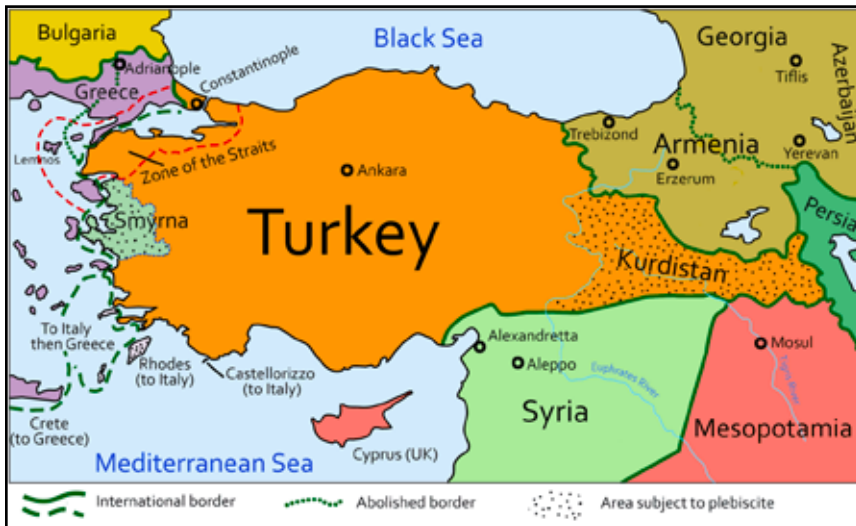 Bulgaria
Black Sea
Georgia
Azerbaijan
Adrianople
Constantinople
Tiflis
Greece
Trebizond
Armenia
Yerevan
Lemnos
Zone of the Straits
Ankara
Erzerum
Smyrna
Turkey
Persia
Kurdistan
To Italy
then Greece
Alexandretta
Mosul
Rhodes
(to Italy)
Castellorizzo
(to Italy)
Aleppo
Euphrates River
Tigris River
Crete
(to Greece)
Syria
Mesopotamia
Cyprus (UK)
Mediterranean Sea
International border
Abolished border
Area subject to plebiscite